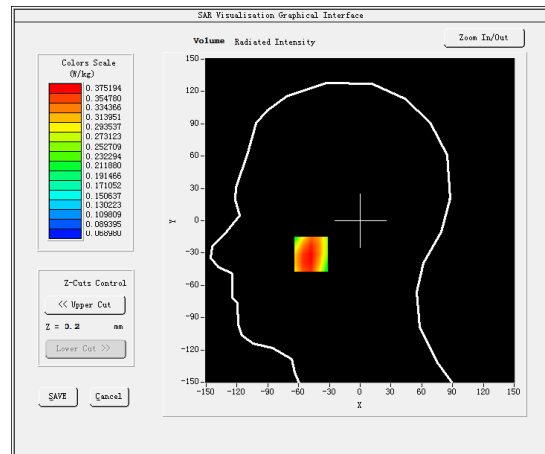 SAR Visualisation Graphical Interface
Volume Radiated Intensity
Zoom In/Out
Colors Scale
(W/kg)
0.375194
0.354780
0.334366
0.313951
0.293537
0.273123
0.252709
0.232294
0.211880
0.191466
0.171052
0.150637
0.130223
0.109809
0.089395
0.068980
Z-Cuts Control
<< Upper Cut
Z = 0.2 mm
Lower Cut >>
SAVE Cancel
150
120
90
60
30
0
-30
-60
-90
-120
-150
Y
-150 -120 -90 -60 -30 0 30 60 90 120 150
X